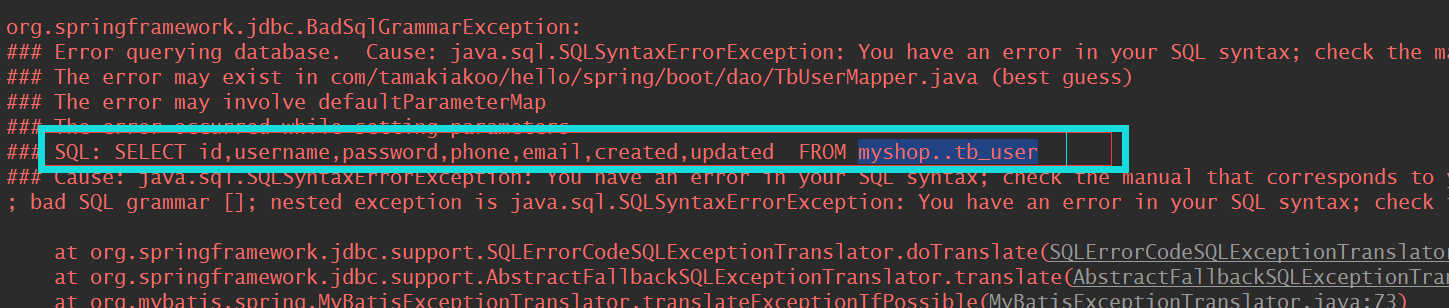 org.springframework.jdbc.BadSqlGrammarException:
### Error querying database.  Cause: java.sql.SQLSyntaxErrorException: You have an error in your SQL syntax; check the
### The error may exist in com/tamakiakoo/hello/spring/boot/dao/TbUserMapper.java (best guess)
### The error may involve defaultParameterMap
### The error occurred while setting parameters
### SQL: SELECT id,username,password,phone,email,created,updated  FROM myshop..tb_user
### Cause: java.sql.SQLSyntaxErrorException: You have an error in your SQL syntax; check the manual that corresponds to
; bad SQL grammar []; nested exception is java.sql.SQLSyntaxErrorException: You have an error in your SQL syntax; check
at org.springframework.jdbc.support.SQLErrorCodeSQLExceptionTranslator.doTranslate(SQLErrorCodeSQLExceptionTranslator
at org.springframework.jdbc.support.AbstractFallbackSQLExceptionTranslator.translate(AbstractFallbackSQLExceptionTran
at org.mybatis.spring.MyBatisExceptionTranslator.translateExceptionIfPossible(MyBatisExceptionTranslator.java:73)